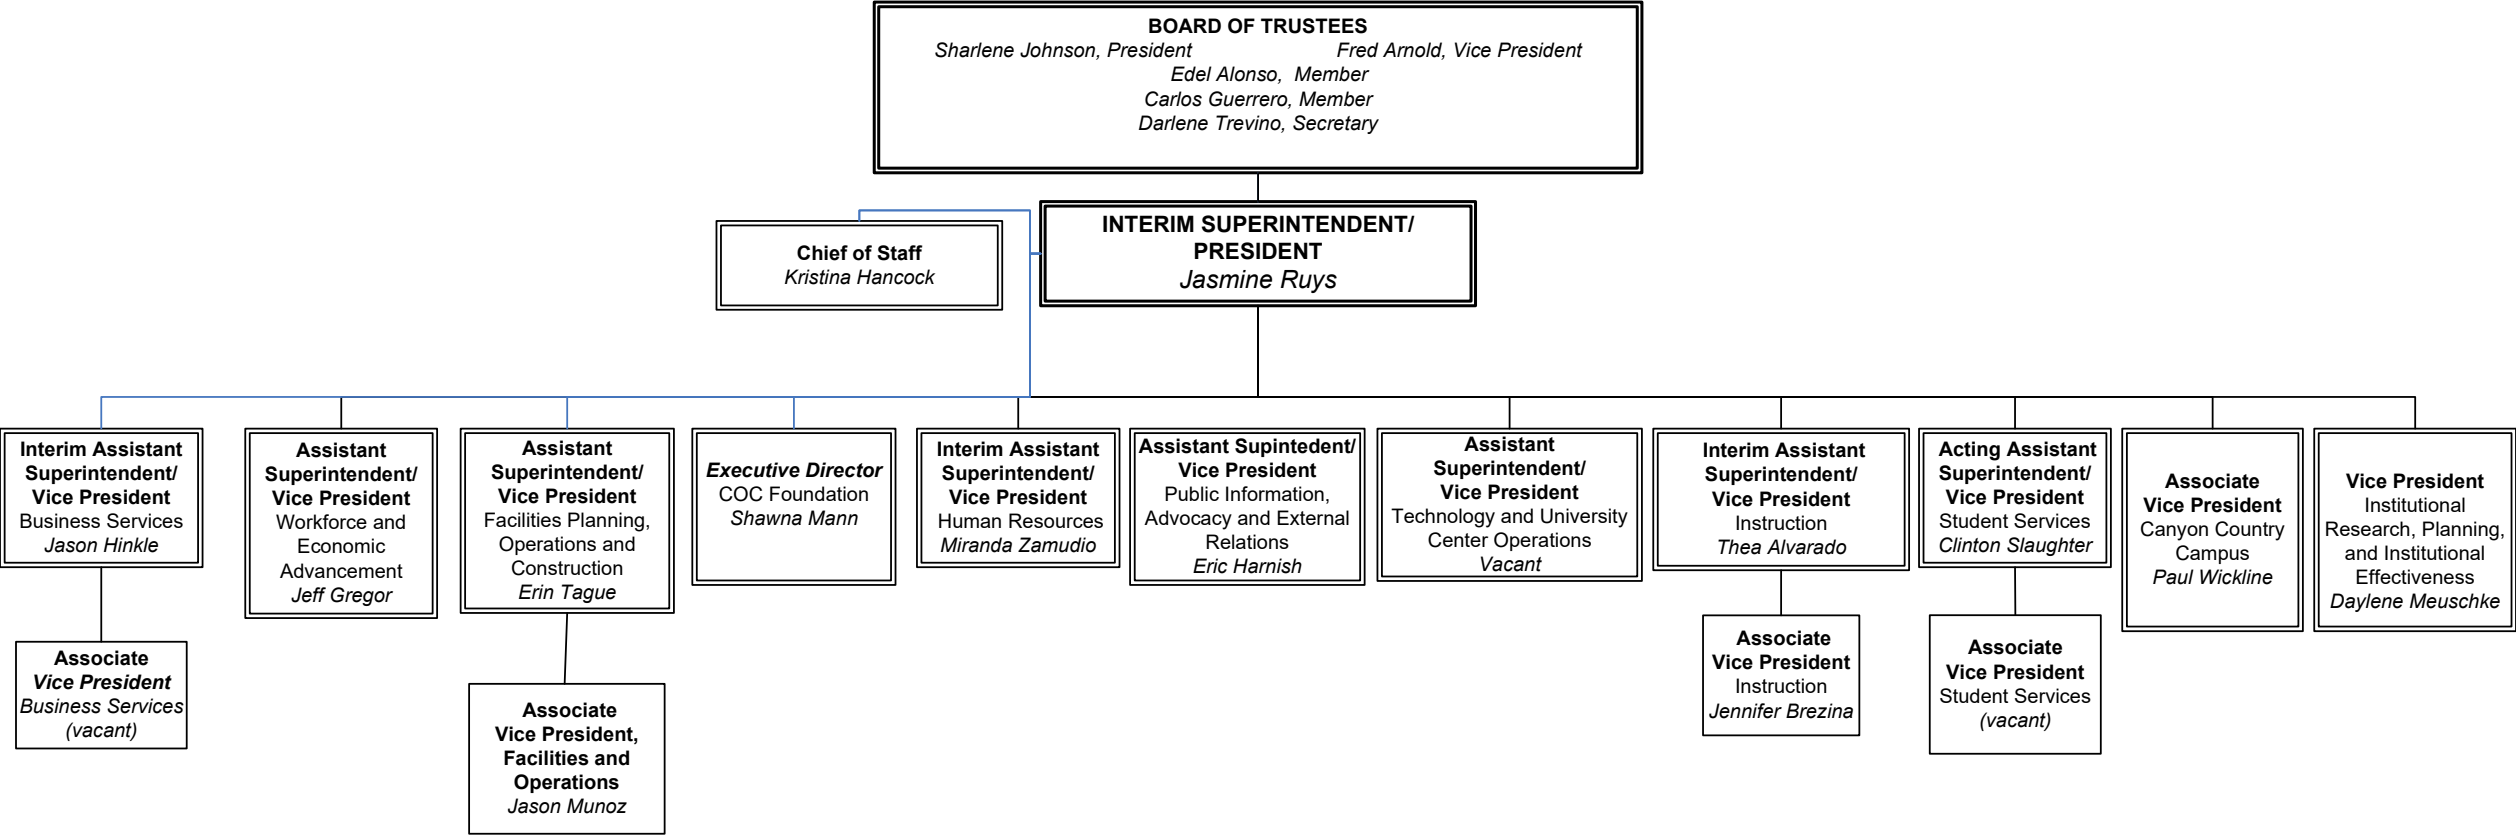 BOARD OF TRUSTEES
Sharlene Johnson, President Fred Arnold, Vice President
Edel Alonso, Member
Carlos Guerrero, Member
Darlene Trevino, Secretary
INTERIM SUPERINTENDENT/
PRESIDENT
Jasmine Ruys
Chief of Staff
Kristina Hancock
Interim Assistant
Superintendent/
Vice President
Business Services
Jason Hinkle
Assistant
Superintendent/
Vice President
Workforce and
Economic
Advancement
Jeff Gregor
Assistant
Superintendent/
Vice President
Facilities Planning,
Operations and
Construction
Erin Tague
Executive Director
COC Foundation
Shawna Mann
Interim Assistant
Superintendent/
Vice President
Human Resources
Miranda Zamudio
Assistant Supintedent/
Vice President
Public Information,
Advocacy and External
Relations
Eric Harnish
Assistant
Superintendent/
Vice President
Technology and University
Center Operations
Vacant
Interim Assistant
Superintendent/
Vice President
Instruction
Thea Alvarado
Acting Assistant
Superintendent/
Vice President
Student Services
Clinton Slaughter
Associate
Vice President
Canyon Country
Campus
Paul Wickline
Vice President
Institutional
Research, Planning,
and Institutional
Effectiveness
Daylene Meuschke
Associate
Vice President
Business Services
(vacant)
Associate
Vice President,
Facilities and
Operations
Jason Munoz
Associate
Vice President
Instruction
Jennifer Brezina
Associate
Vice President
Student Services
(vacant)